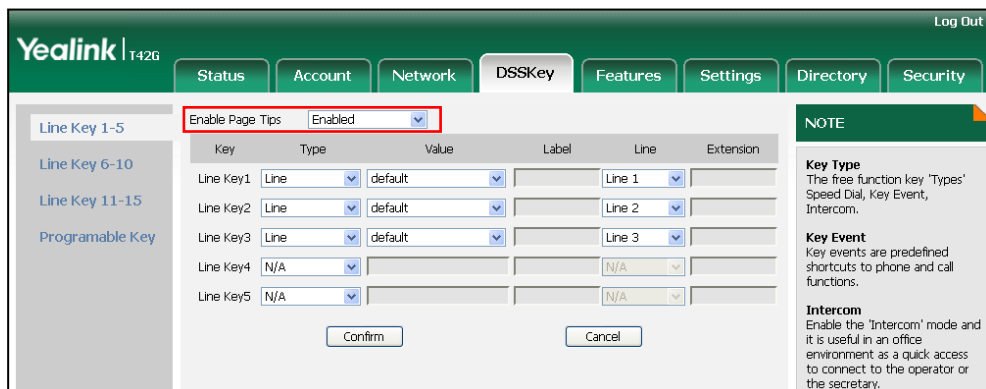 Log Out
Yealink | T42G
Status Account Network DSSKey Features Settings Directory Security
Line Key 1-5
Line Key 6-10
Line Key 11-15
Programable Key
Enable Page Tips Enabled
Key Type Value Label Line Extension
Line Key1 Line default Line 1
Line Key2 Line default Line 2
Line Key3 Line default Line 3
Line Key4 N/A N/A
Line Key5 N/A N/A
Confirm Cancel
NOTE
Key Type
The free function key 'Types'
Speed Dial, Key Event,
Intercom.
Key Event
Key events are predefined
shortcuts to phone and call
functions.
Intercom
Enable the 'Intercom' mode and
it is useful in an office
environment as a quick access
to connect to the operator or
the secretary.